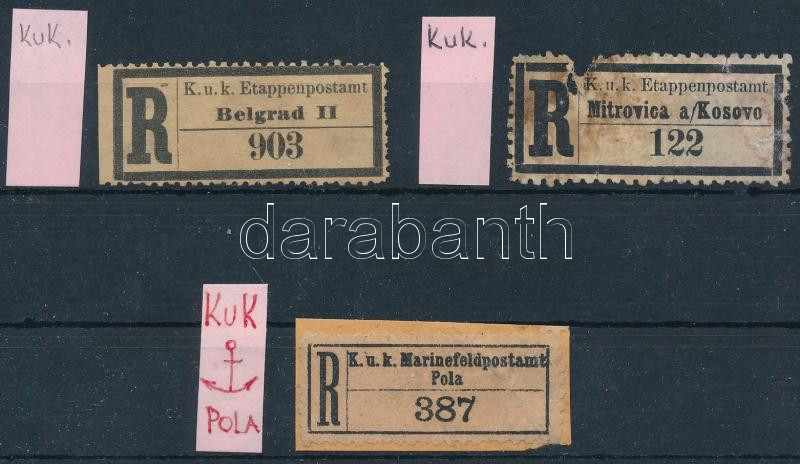 KuK.
R
K. u. k. Etappenpostamt
Belgrad II
903
KuK.
R
K. u. k. Etappenpostamt
Mitrovica a/Kosovo
122
darabanth
KuK
POLA
R
K. u. k. Marinefeldpostamt
Pola
387